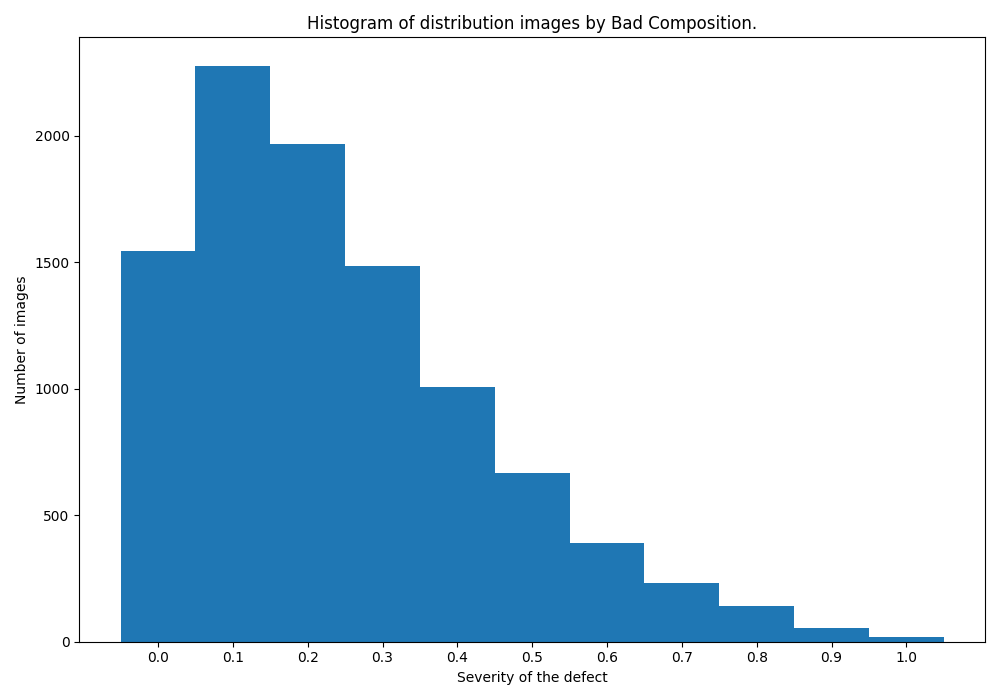 Histogram of distribution images by Bad Composition.
Number of images
2000
1500
1000
500
0
0.0 0.1 0.2 0.3 0.4 0.5 0.6 0.7 0.8 0.9 1.0
Severity of the defect